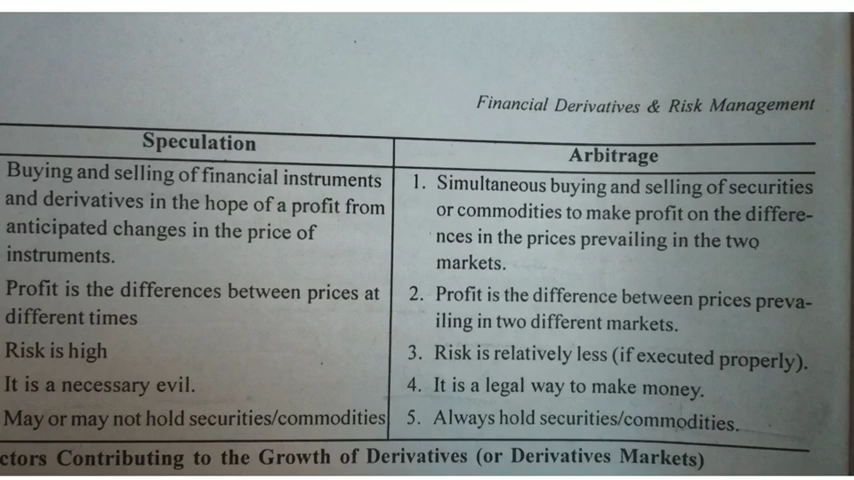 Financial Derivatives & Risk Management
Speculation
Buying and selling of financial instruments
and derivatives in the hope of a profit from
anticipated changes in the price of
instruments.
Profit is the differences between prices at
different times
Risk is high
It is a necessary evil.
May or may not hold securities/commodities
Arbitrage
1. Simultaneous buying and selling of securities
or commodities to make profit on the differe-
nces in the prices prevailing in the two
markets.
2. Profit is the difference between prices preva-
iling in two different markets.
3. Risk is relatively less (if executed properly).
4. It is a legal way to make money.
5. Always hold securities/commodities.
ctors Contributing to the Growth of Derivatives (or Derivatives Markets)